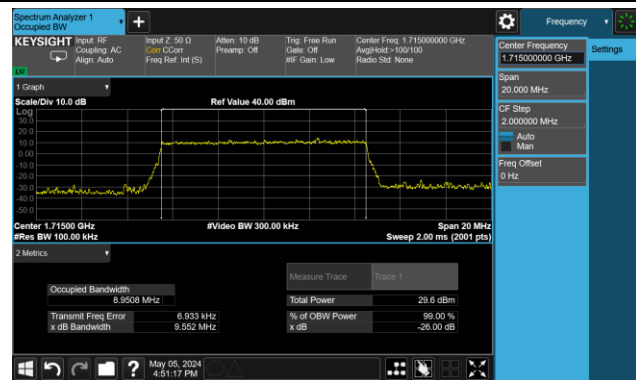 Spectrum Analyzer 1
Occupied BW
Frequency
KEYSIGHT Input: RF
Coupling: AC
Align: Auto
Input Z: 50 Ω
Corr CCorr
Freq Ref: Int (S)
Atten: 10 dB
Preamp: Off
Trig: Free Run
Gate: Off
#IF Gain: Low
Center Freq: 1.715000000 GHz
Avg|Hold:>100/100
Radio Std: None
Center Frequency
1.715000000 GHz
Settings
Span
20.000 MHz
CF Step
2.000000 MHz
Auto
Man
Freq Offset
0 Hz
LW
1 Graph
Scale/Div 10.0 dB
Ref Value 40.00 dBm
Log
30.0
20.0
10.0
0.00
-10.0
-20.0
-30.0
-40.0
-50.0
Center 1.71500 GHz
#Video BW 300.00 kHz
Span 20 MHz
#Res BW 100.00 kHz
Sweep 2.00 ms (2001 pts)
2 Metrics
Measure Trace Trace 1
Occupied Bandwidth
8.9508 MHz
Total Power 29.6 dBm
Transmit Freq Error 6.933 kHz
% of OBW Power 99.00 %
x dB Bandwidth 9.552 MHz
x dB -26.00 dB
May 05, 2024
4:51:17 PM